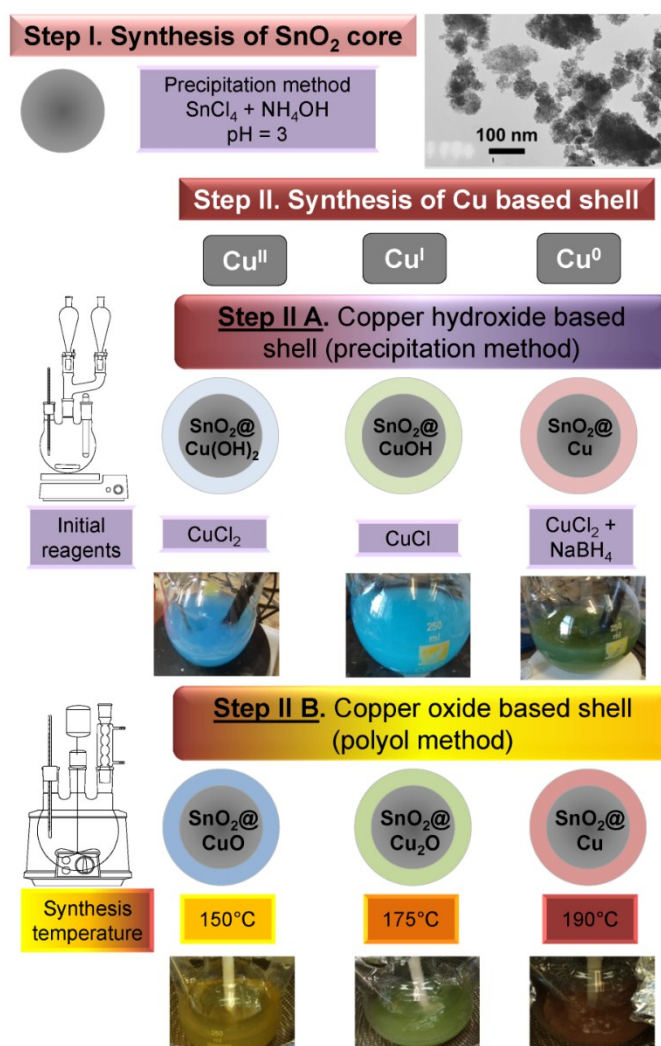 Step I. Synthesis of SnO₂ core
Precipitation method
SnCl₄ + NH₄OH
pH = 3
100 nm
Step II. Synthesis of Cu based shell
Cuᴵᴵ
Cuᴵ
Cu⁰
Step II A. Copper hydroxide based
shell (precipitation method)
SnO₂@
Cu(OH)₂
SnO₂@
CuOH
SnO₂@
Cu
Initial
reagents
CuCl₂
CuCl
CuCl₂ +
NaBH₄
250
ml
250
ml
Step II B. Copper oxide based shell
(polyol method)
SnO₂@
CuO
SnO₂@
Cu₂O
SnO₂@
Cu
Synthesis
temperature
150°C
175°C
190°C